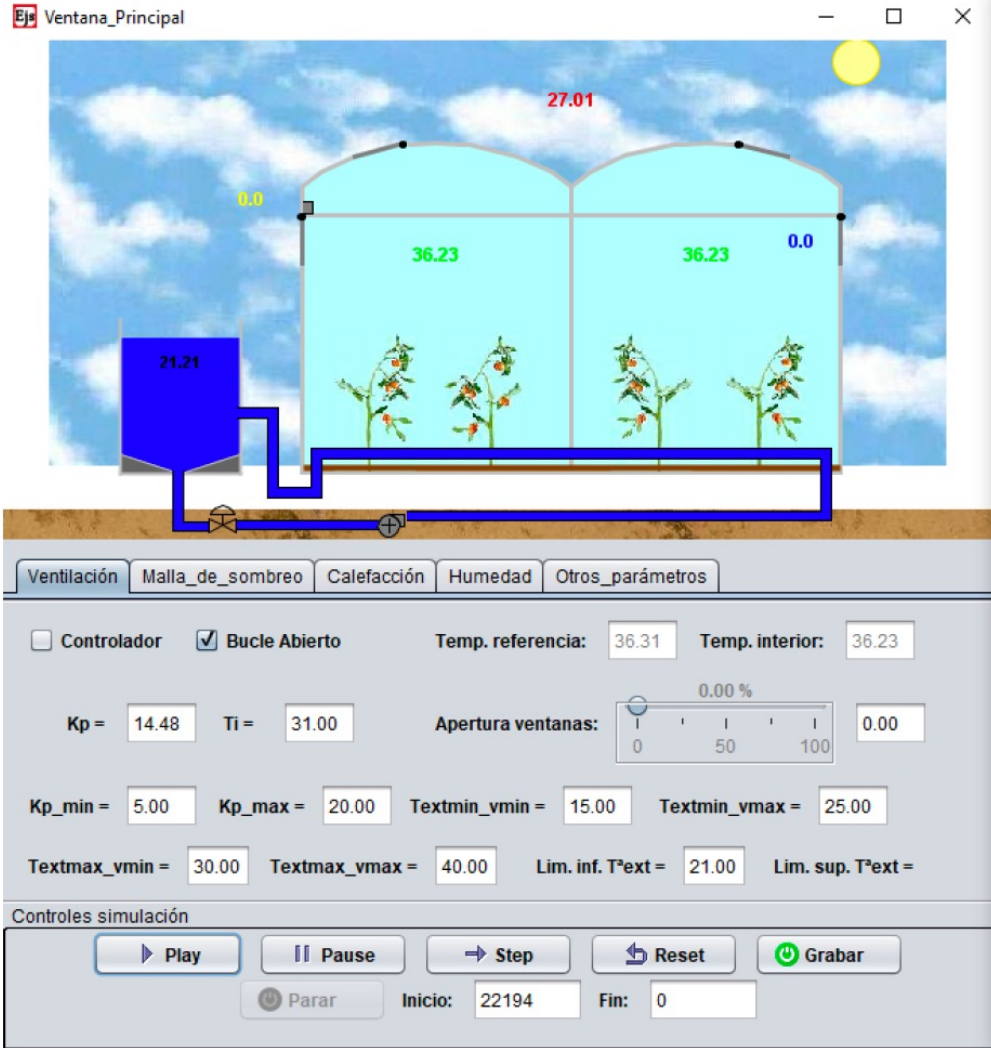 Ejs Ventana_Principal
27.01
0.0
36.23 36.23 0.0
21.21
Ventilación Malla_de_sombreo Calefacción Humedad Otros_parámetros
Controlador Bucle Abierto Temp. referencia: 36.31 Temp. interior: 36.23
0.00 %
Kp = 14.48 Ti = 31.00 Apertura ventanas: 0.00
0 50 100
Kp_min = 5.00 Kp_max = 20.00 Textmin_vmin = 15.00 Textmin_vmax = 25.00
Textmax_vmin = 30.00 Textmax_vmax = 40.00 Lim. inf. Tªext = 21.00 Lim. sup. Tªext =
Controles simulación
Play Pause Step Reset Grabar
Parar Inicio: 22194 Fin: 0